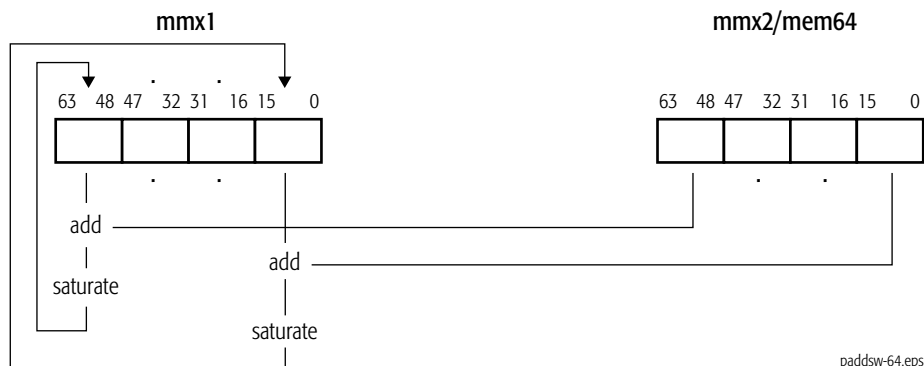 mmx1 mmx2/mem64
. .
63 48 47 32 31 16 15 0 63 48 47 32 31 16 15 0
. . . .
add
add
saturate
saturate
paddsw-64.eps